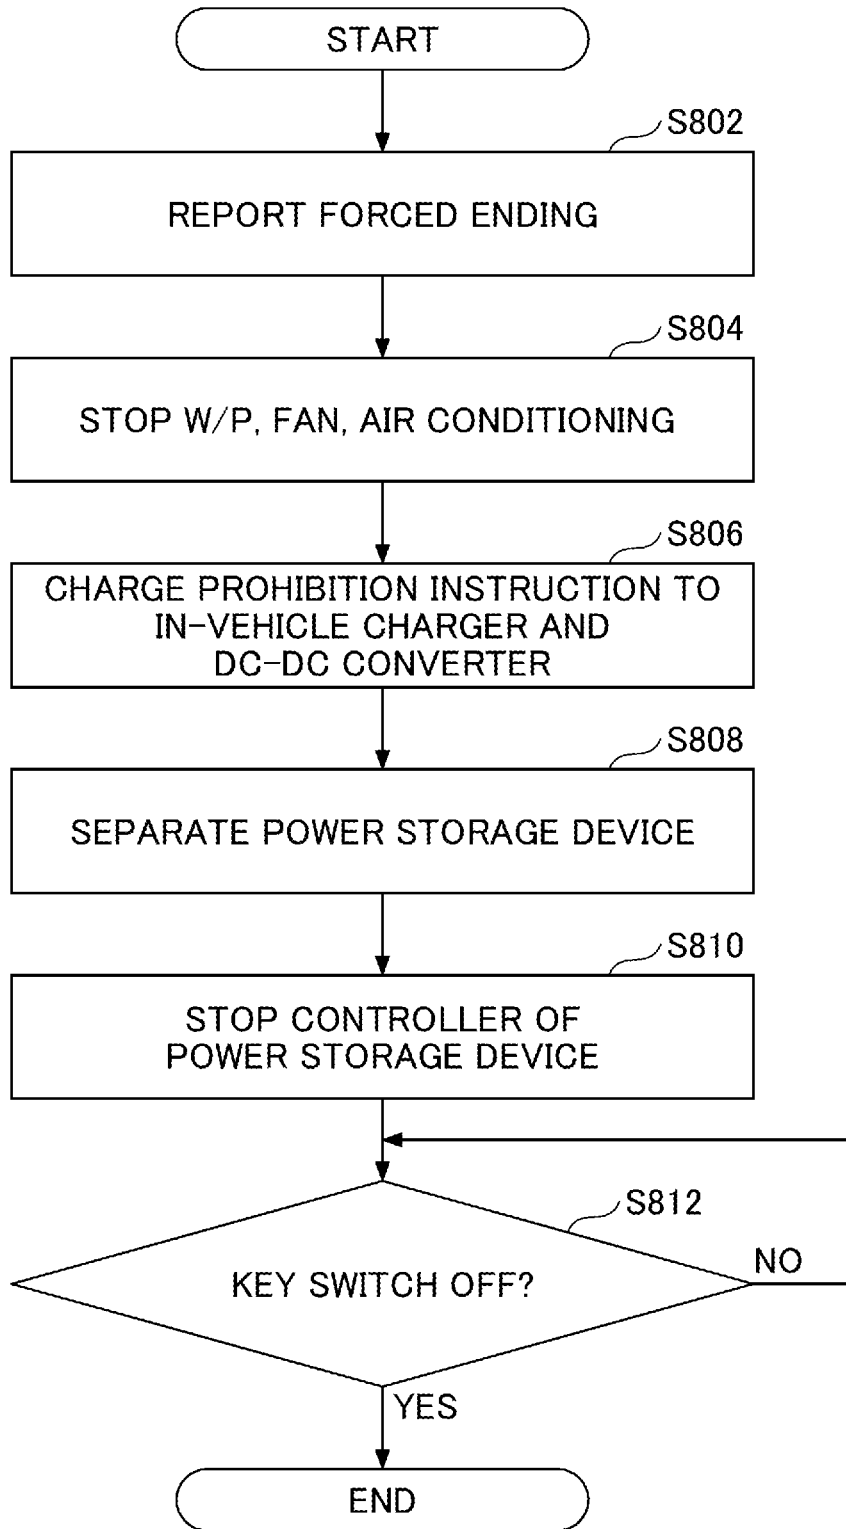 START
S802
REPORT FORCED ENDING
S804
STOP W/P, FAN, AIR CONDITIONING
S806
CHARGE PROHIBITION INSTRUCTION TO
IN-VEHICLE CHARGER AND
DC-DC CONVERTER
S808
SEPARATE POWER STORAGE DEVICE
S810
STOP CONTROLLER OF
POWER STORAGE DEVICE
S812
KEY SWITCH OFF?
NO
YES
END